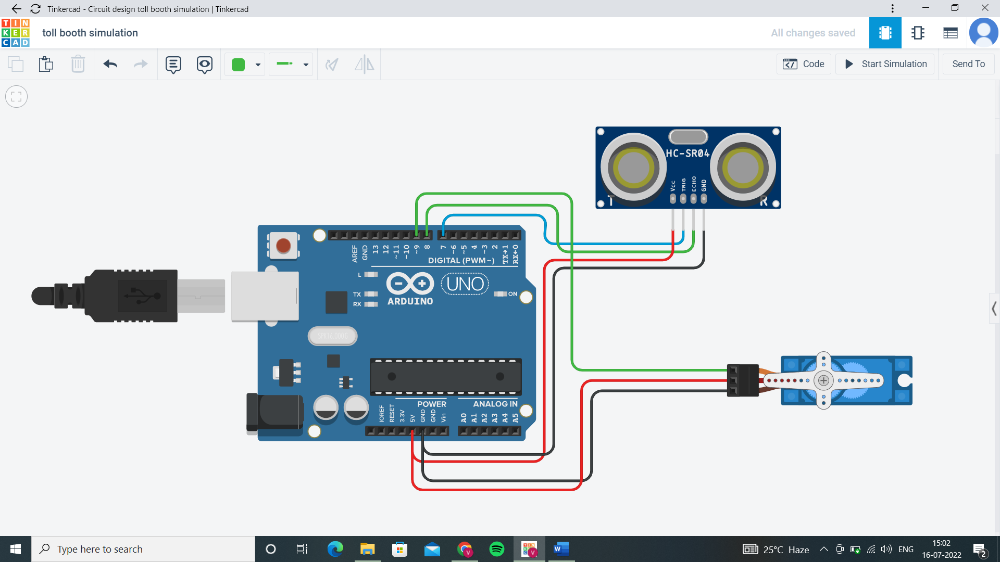 Tinkercad - Circuit design toll booth simulation | Tinkercad
TIN
KER
CAD
toll booth simulation
All changes saved
Code
Start Simulation
Send To
HC-SR04
VCC
TRIG
ECHO
GND
T
R
AREF
GND
13
12
~11
~10
~9
8
7
~6
~5
4
~3
2
TX→1
RX←0
DIGITAL (PWM~)
L
TX
RX
ARDUINO
UNO
ON
SPK16.000G
POWER
ANALOG IN
IOREF
RESET
3.3V
5V
GND
GND
Vin
A0
A1
A2
A3
A4
A5
Type here to search
25°C Haze
ENG
15:02
16-07-2022
2